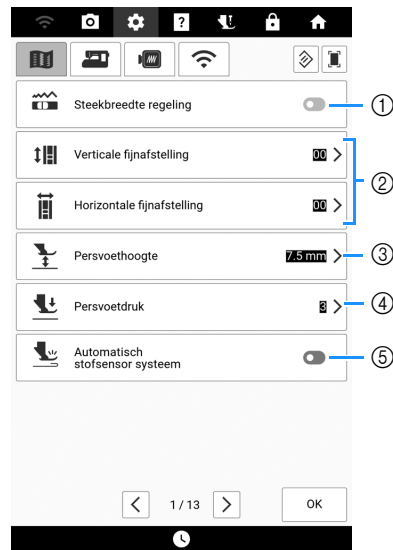 ?
Steekbreedte regeling
①
Verticale fijnafstelling 00
②
Horizontale fijnafstelling 00
Persvoethoogte 7.5 mm
③
Persvoetdruk 3
④
Automatisch
stofsensor systeem
⑤
1 / 13
OK